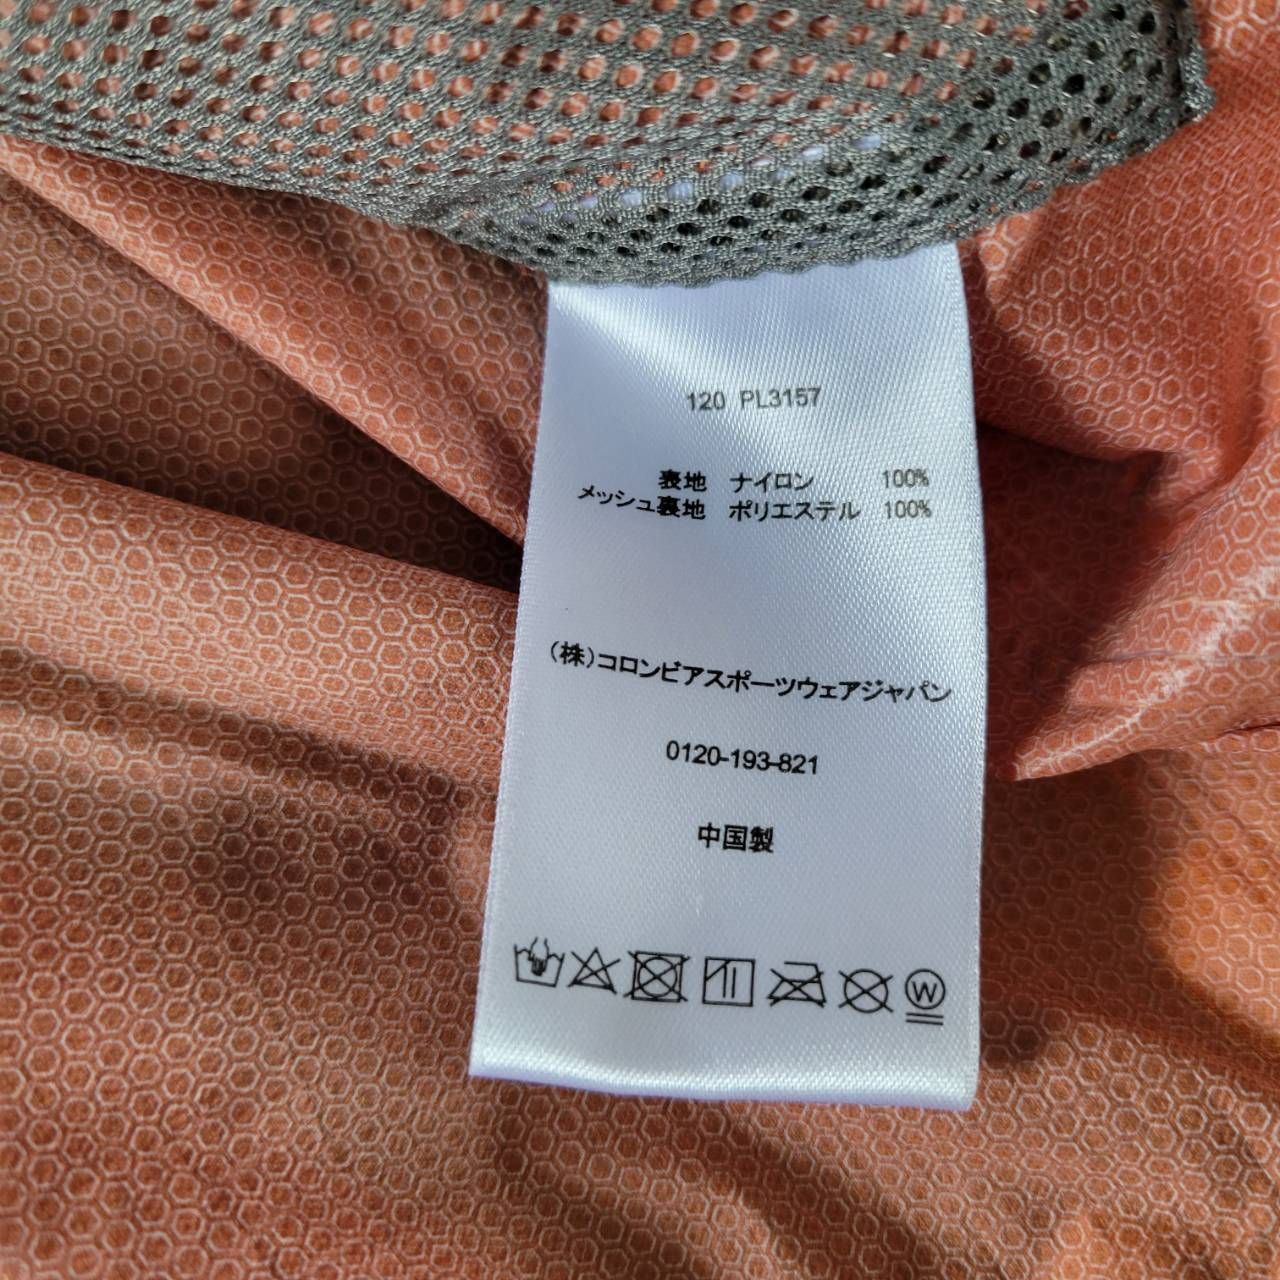 120 PL3157
表地 ナイロン 100%
メッシュ裏地 ポリエステル 100%
(株)コロンビアスポーツウェアジャパン
0120-193-821
中国製
W